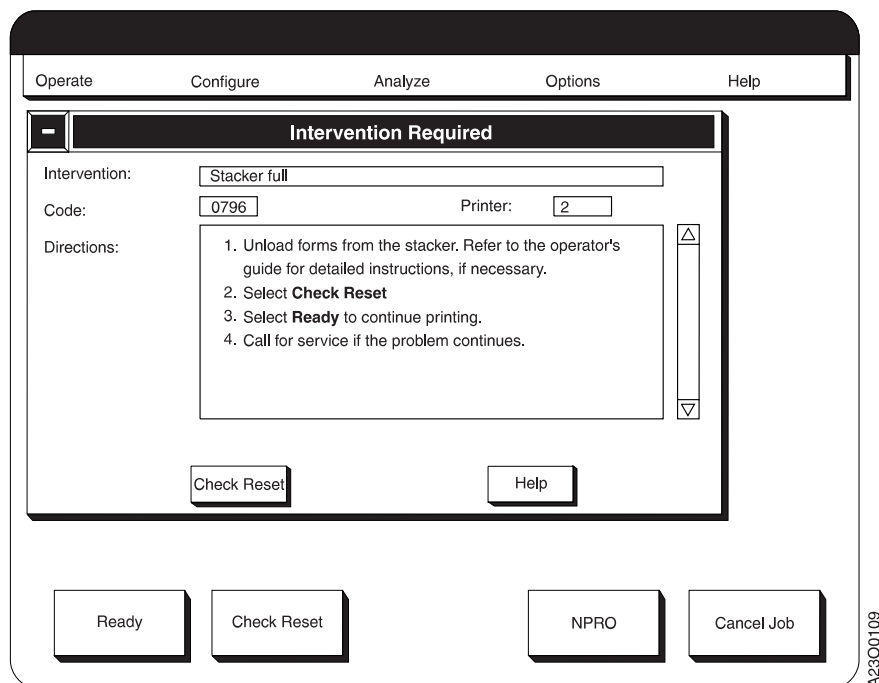 Operate Configure Analyze Options Help
Intervention Required
Intervention: Stacker full
Code: 0796 Printer: 2
Directions: 1. Unload forms from the stacker. Refer to the operator's
guide for detailed instructions, if necessary.
2. Select Check Reset
3. Select Ready to continue printing.
4. Call for service if the problem continues.
Check Reset Help
Ready Check Reset NPRO Cancel Job
A23O0109